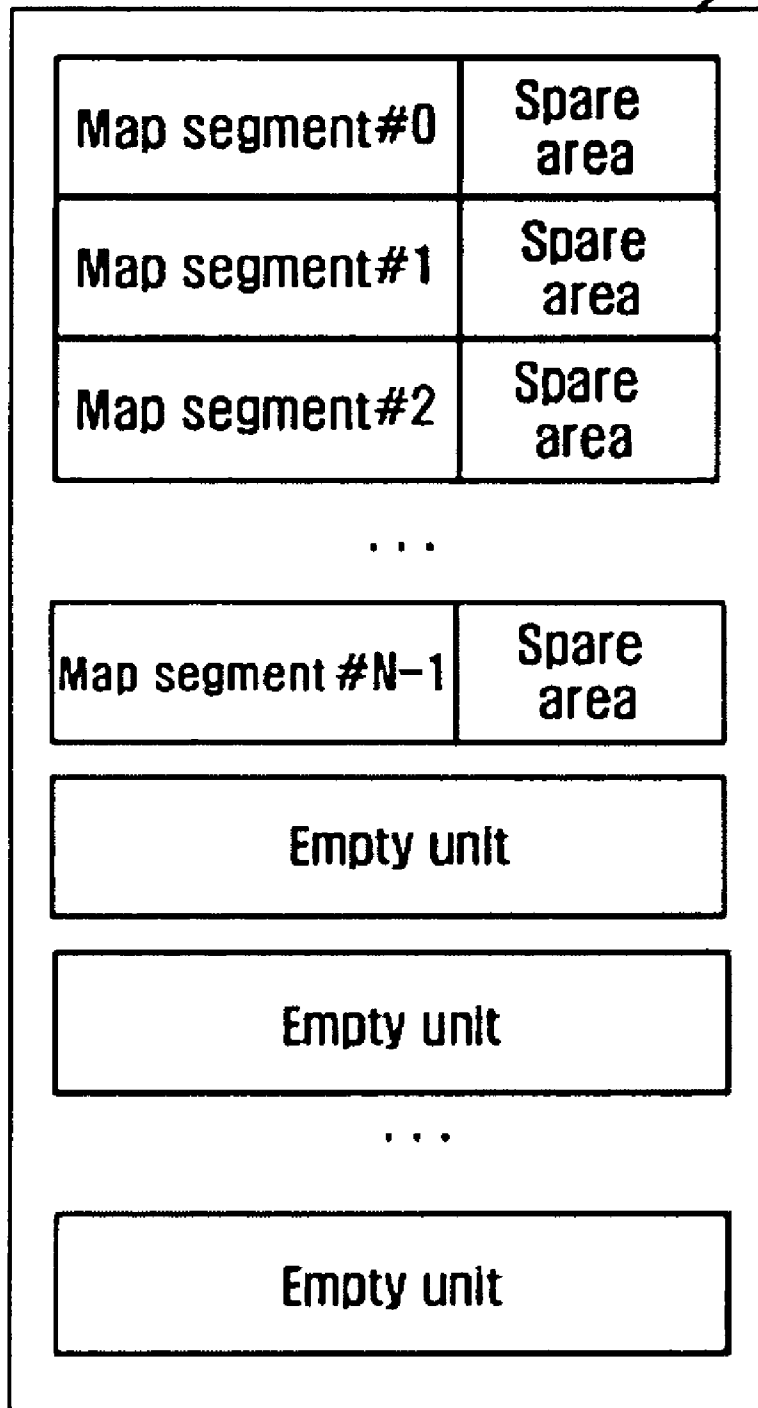 Map segment#0
Spare
area
Map segment#1
Spare
area
Map segment#2
Spare
area
...
Map segment #N-1
Spare
area
Empty unit
Empty unit
...
Empty unit